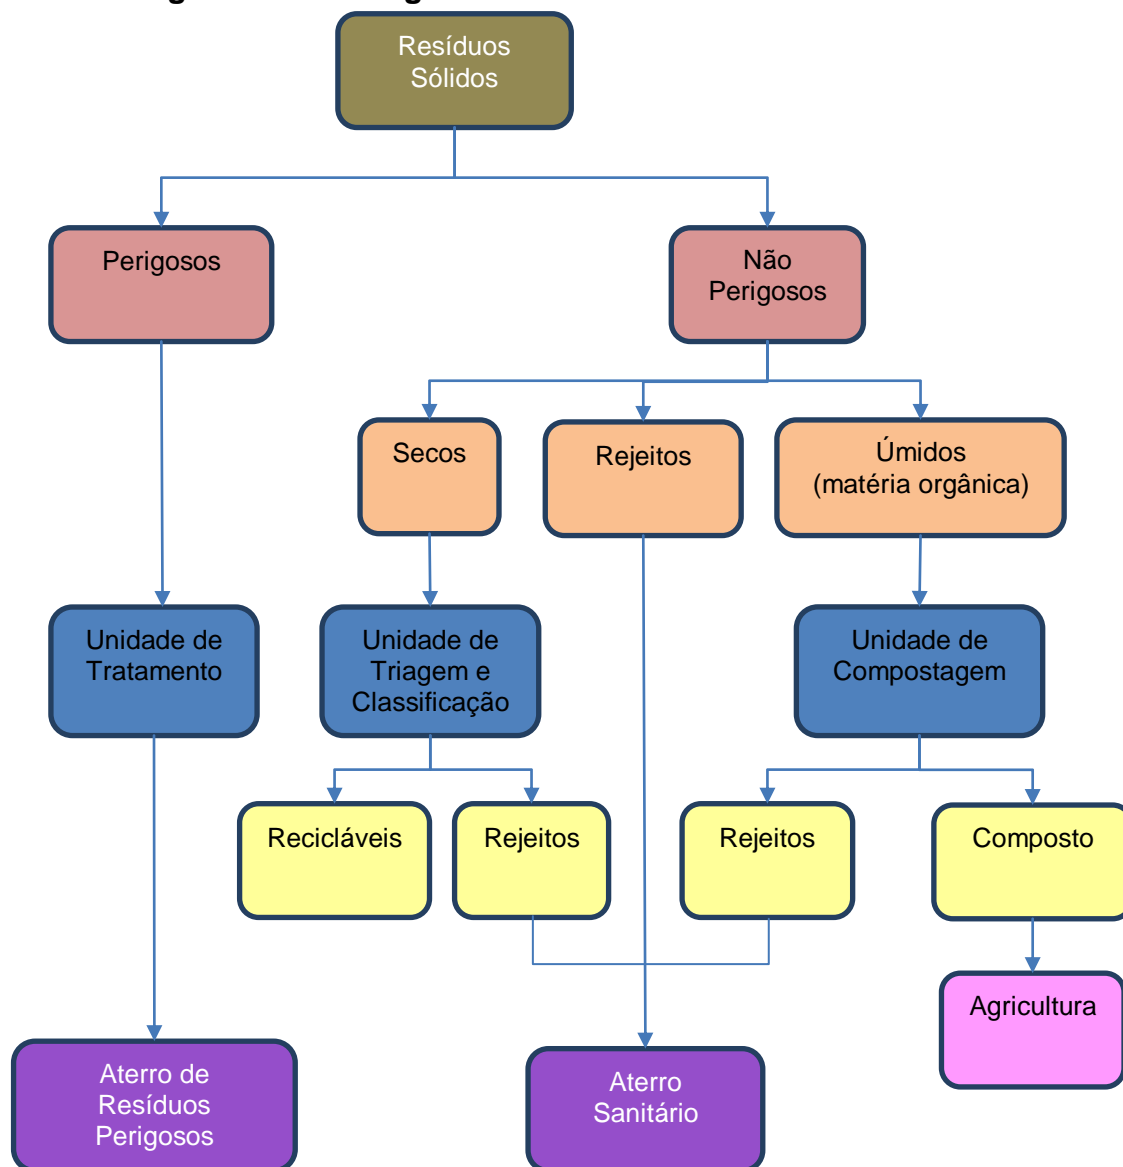 Resíduos
Sólidos
Perigosos
Não
Perigosos
Secos
Rejeitos
Úmidos
(matéria orgânica)
Unidade de
Tratamento
Unidade de
Triagem e
Classificação
Unidade de
Compostagem
Recicláveis
Rejeitos
Rejeitos
Composto
Agricultura
Aterro de
Resíduos
Perigosos
Aterro
Sanitário